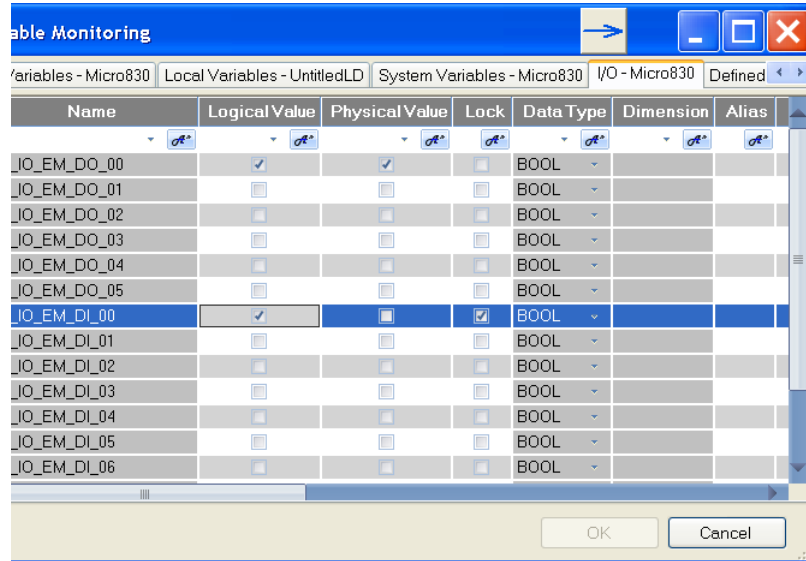 able Monitoring
Variables - Micro830 Local Variables - UntitledLD System Variables - Micro830 I/O - Micro830 Defined
Name Logical Value Physical Value Lock Data Type Dimension Alias
_IO_EM_DO_00 BOOL
_IO_EM_DO_01 BOOL
_IO_EM_DO_02 BOOL
_IO_EM_DO_03 BOOL
_IO_EM_DO_04 BOOL
_IO_EM_DO_05 BOOL
_IO_EM_DI_00 BOOL
_IO_EM_DI_01 BOOL
_IO_EM_DI_02 BOOL
_IO_EM_DI_03 BOOL
_IO_EM_DI_04 BOOL
_IO_EM_DI_05 BOOL
_IO_EM_DI_06 BOOL
OK Cancel